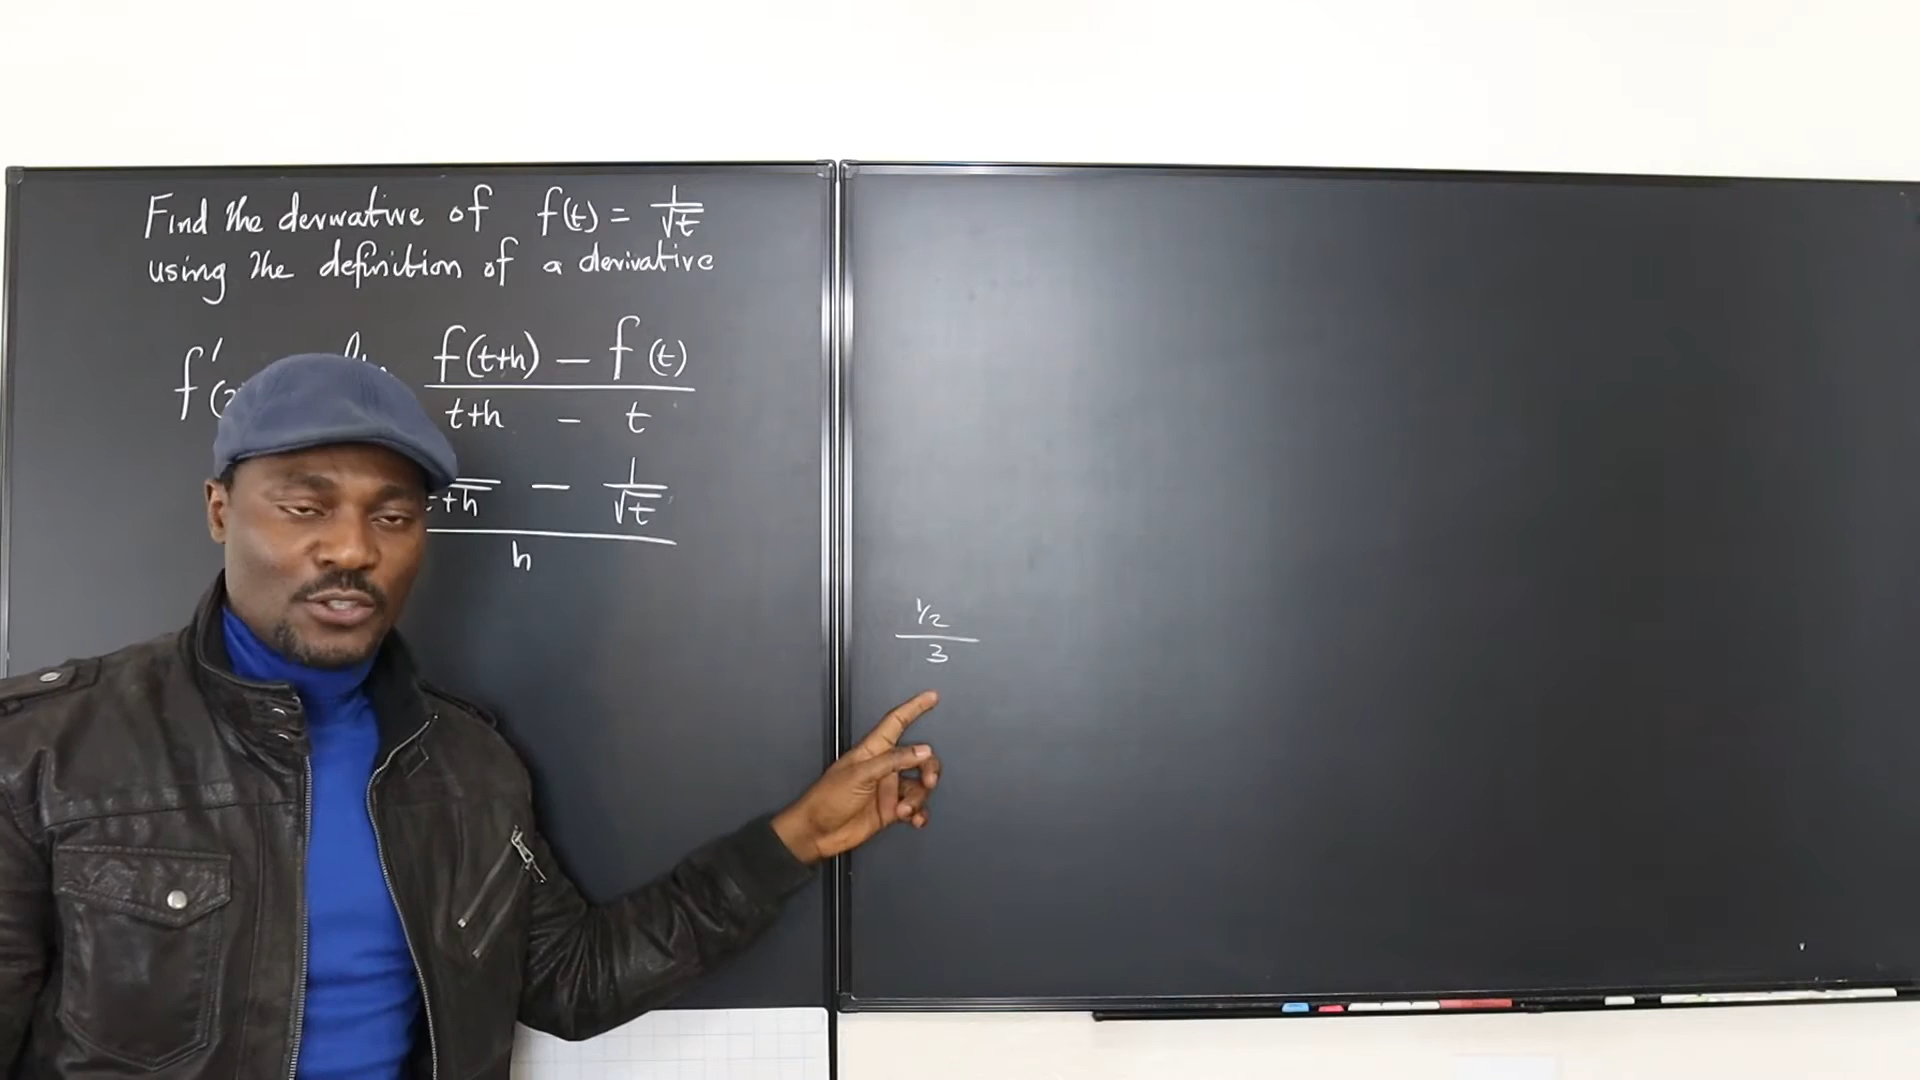 Find the derivative of f(t) = 1/√t
using the definition of a derivative
f'( f(t+h) - f(t)
t+h - t
+h - 1/√t
h
1/2
3